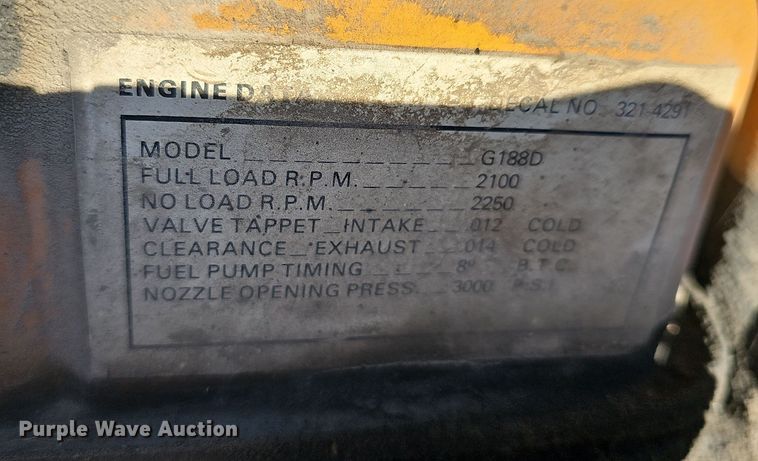 ENGINE DATA DECAL NO 321-4291
MODEL G188D
FULL LOAD R.P.M. 2100
NO LOAD R.P.M. 2250
VALVE TAPPET INTAKE .012 COLD
CLEARANCE EXHAUST .014 COLD
FUEL PUMP TIMING 8° B.T.C.
NOZZLE OPENING PRESS. 3000 P.S.I.
Purple Wave Auction